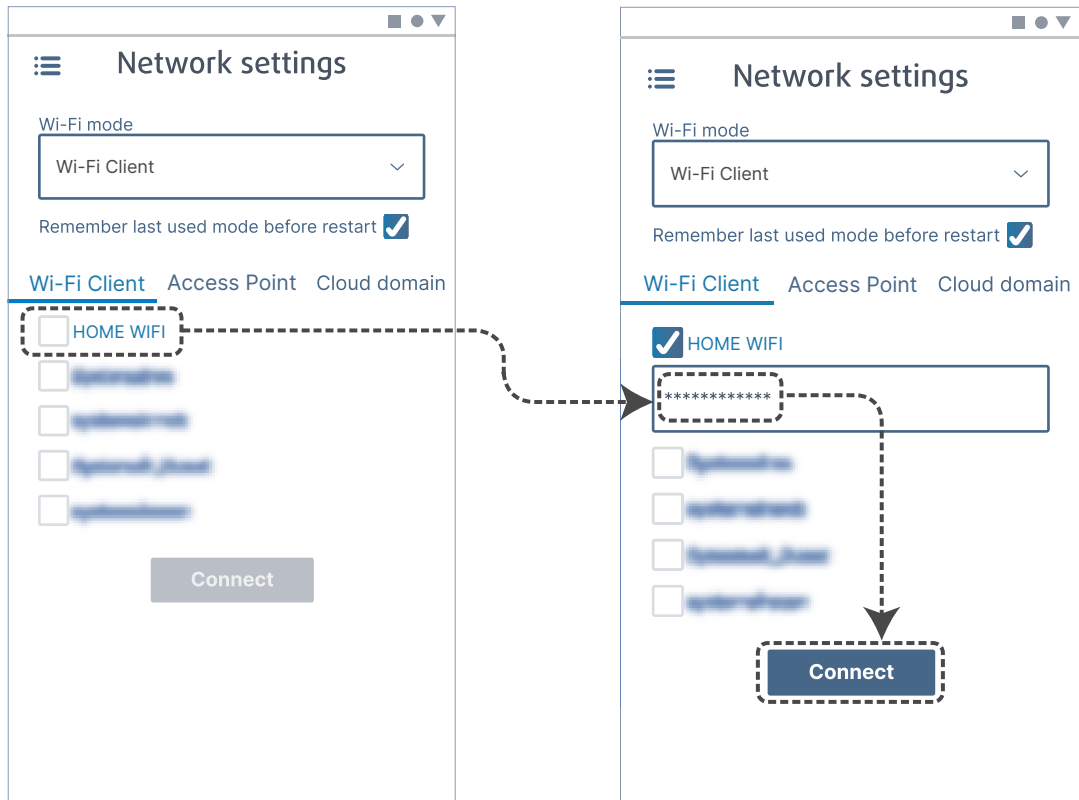 Network settings
Wi-Fi mode
Wi-Fi Client
Remember last used mode before restart
Wi-Fi Client Access Point Cloud domain
HOME WIFI
Connect
Network settings
Wi-Fi mode
Wi-Fi Client
Remember last used mode before restart
Wi-Fi Client Access Point Cloud domain
HOME WIFI
************
Connect